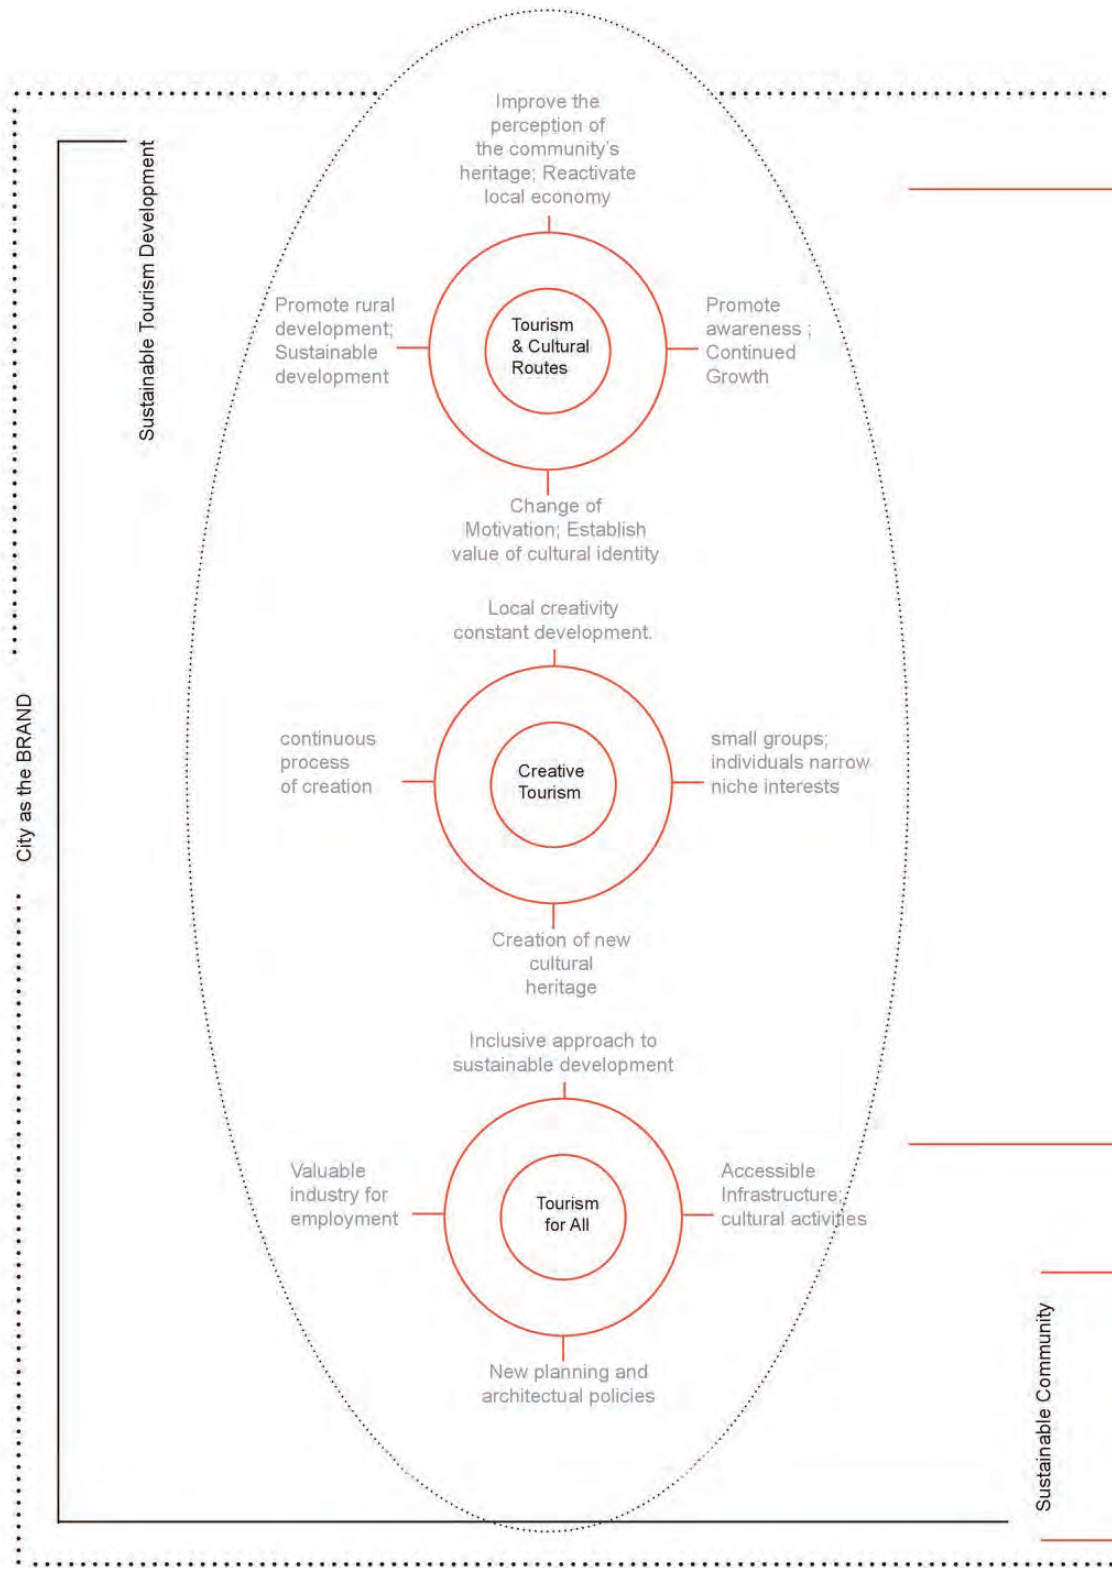 Improve the
perception of
the community's
heritage; Reactivate
local economy
Sustainable Tourism Development
Promote rural
development;
Sustainable
development
Tourism
& Cultural
Routes
Promote
awareness ;
Continued
Growth
Change of
Motivation; Establish
value of cultural identity
Local creativity
constant development.
City as the BRAND
continuous
process
of creation
Creative
Tourism
small groups;
individuals narrow
niche interests
Creation of new
cultural
heritage
Inclusive approach to
sustainable development
Valuable
industry for
employment
Tourism
for All
Accessible
Infrastructure;
cultural activities
New planning and
architectual policies
Sustainable Community